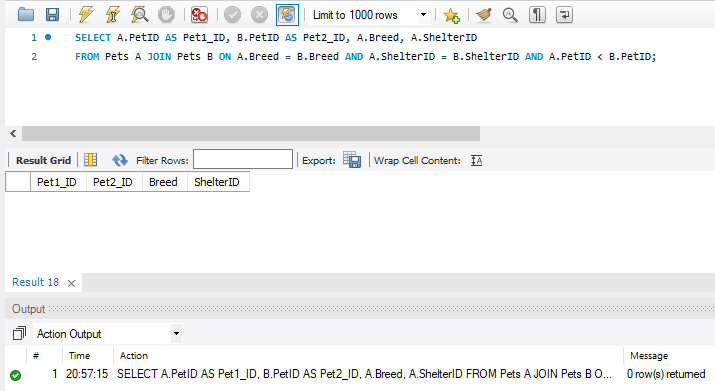 Limit to 1000 rows
1 SELECT A.PetID AS Pet1_ID, B.PetID AS Pet2_ID, A.Breed, A.ShelterID
2 FROM Pets A JOIN Pets B ON A.Breed = B.Breed AND A.ShelterID = B.ShelterID AND A.PetID < B.PetID;
Result Grid Filter Rows: Export: Wrap Cell Content:
Pet1_ID Pet2_ID Breed ShelterID
Result 18
Output
Action Output
# Time Action Message
1 20:57:15 SELECT A.PetID AS Pet1_ID, B.PetID AS Pet2_ID, A.Breed, A.ShelterID FROM Pets A JOIN Pets B O... 0 row(s) returned